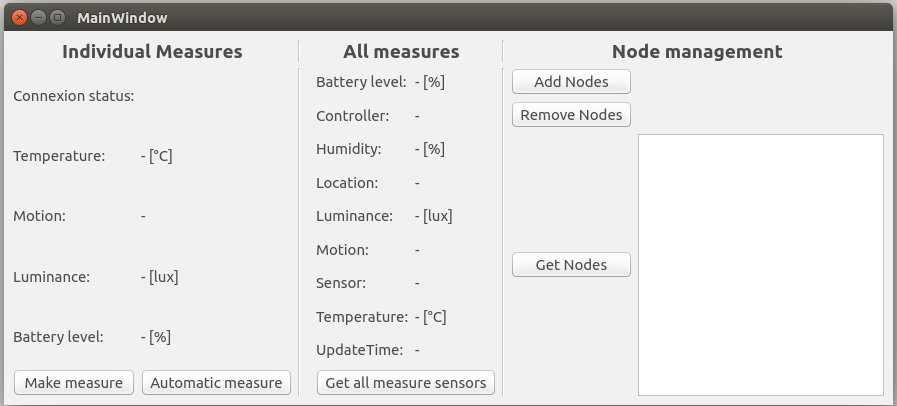 MainWindow
Individual Measures
Connexion status:
Temperature: - [°C]
Motion: -
Luminance: - [lux]
Battery level: - [%]
Make measure
Automatic measure
All measures
Battery level: - [%]
Controller: -
Humidity: - [%]
Location: -
Luminance: - [lux]
Motion: -
Sensor: -
Temperature: - [°C]
UpdateTime: -
Get all measure sensors
Node management
Add Nodes
Remove Nodes
Get Nodes